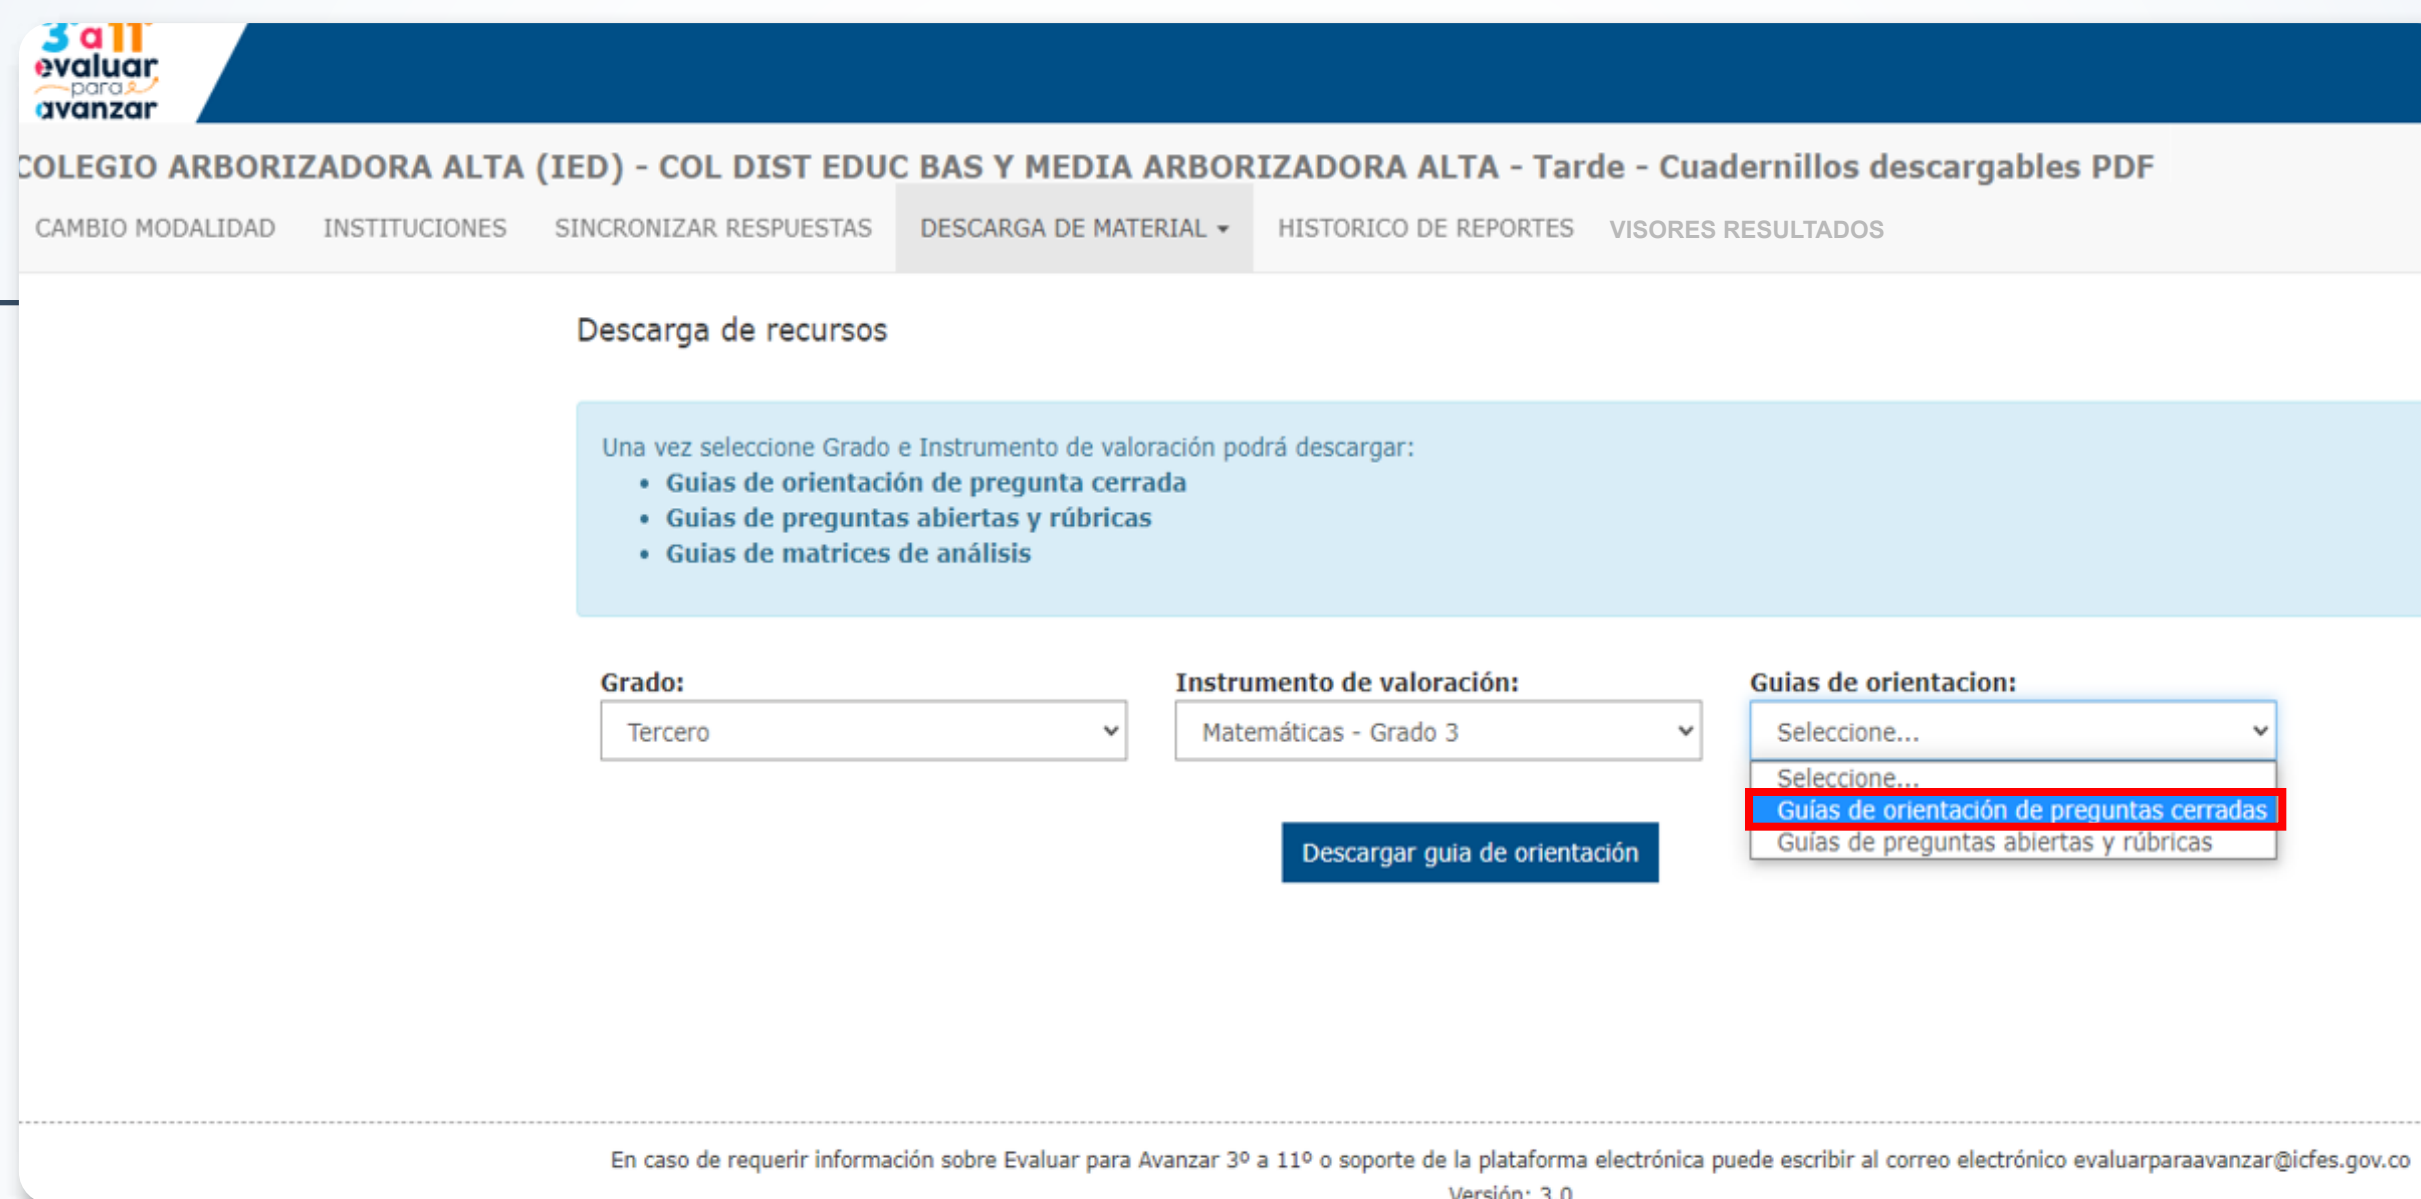 3 a 11
evaluar
para
avanzar
COLEGIO ARBORIZADORA ALTA (IED) - COL DIST EDUC BAS Y MEDIA ARBORIZADORA ALTA - Tarde - Cuadernillos descargables PDF
CAMBIO MODALIDAD INSTITUCIONES SINCRONIZAR RESPUESTAS DESCARGA DE MATERIAL HISTORICO DE REPORTES VISORES RESULTADOS
Descarga de recursos
Una vez seleccione Grado e Instrumento de valoración podrá descargar:
• Guias de orientación de pregunta cerrada
• Guias de preguntas abiertas y rúbricas
• Guias de matrices de análisis
Grado: Instrumento de valoración: Guias de orientacion:
Tercero Matemáticas - Grado 3 Seleccione...
Seleccione...
Guías de orientación de preguntas cerradas
Guías de preguntas abiertas y rúbricas
Descargar guia de orientación
En caso de requerir información sobre Evaluar para Avanzar 3º a 11º o soporte de la plataforma electrónica puede escribir al correo electrónico evaluarparaavanzar@icfes.gov.co
Versión: 3.0